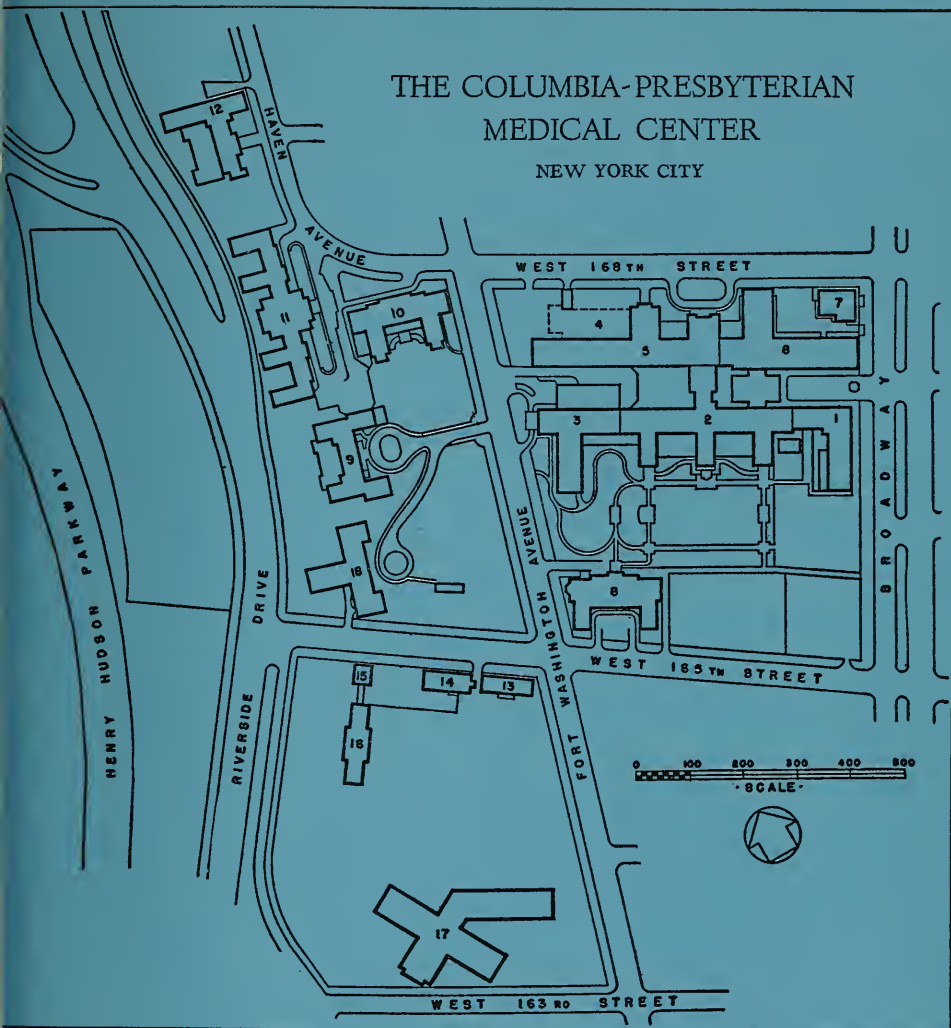 THE COLUMBIA-PRESBYTERIAN
MEDICAL CENTER
NEW YORK CITY
HAVEN
AVENUE
WEST 168TH STREET
12
11
10
4
7
5
6
3
2
1
9
18
8
BROADWAY
HENRY HUDSON PARKWAY
RIVERSIDE DRIVE
FORT WASHINGTON AVENUE
WEST 165TH STREET
15
14
13
16
0 100 200 300 400 500
·SCALE·
17
WEST 163RD STREET